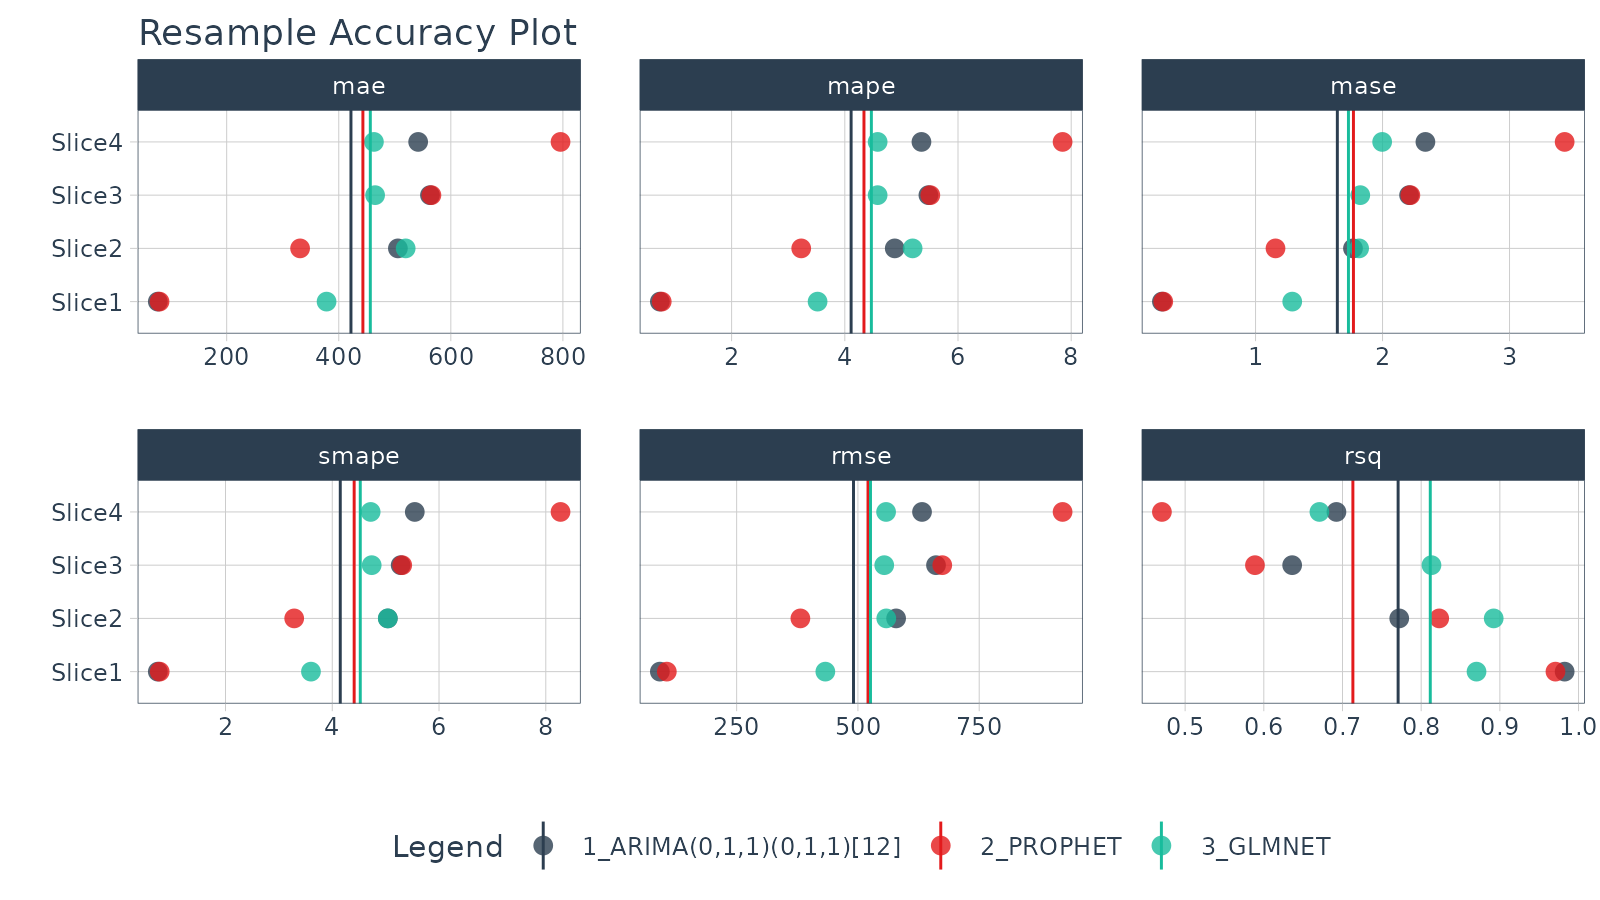 Resample Accuracy Plot
mae
mape
mase
Slice4
Slice3
Slice2
Slice1
200 400 600 800
2 4 6 8
1 2 3
smape
rmse
rsq
Slice4
Slice3
Slice2
Slice1
2 4 6 8
250 500 750
0.5 0.6 0.7 0.8 0.9 1.0
Legend 1_ARIMA(0,1,1)(0,1,1)[12] 2_PROPHET 3_GLMNET